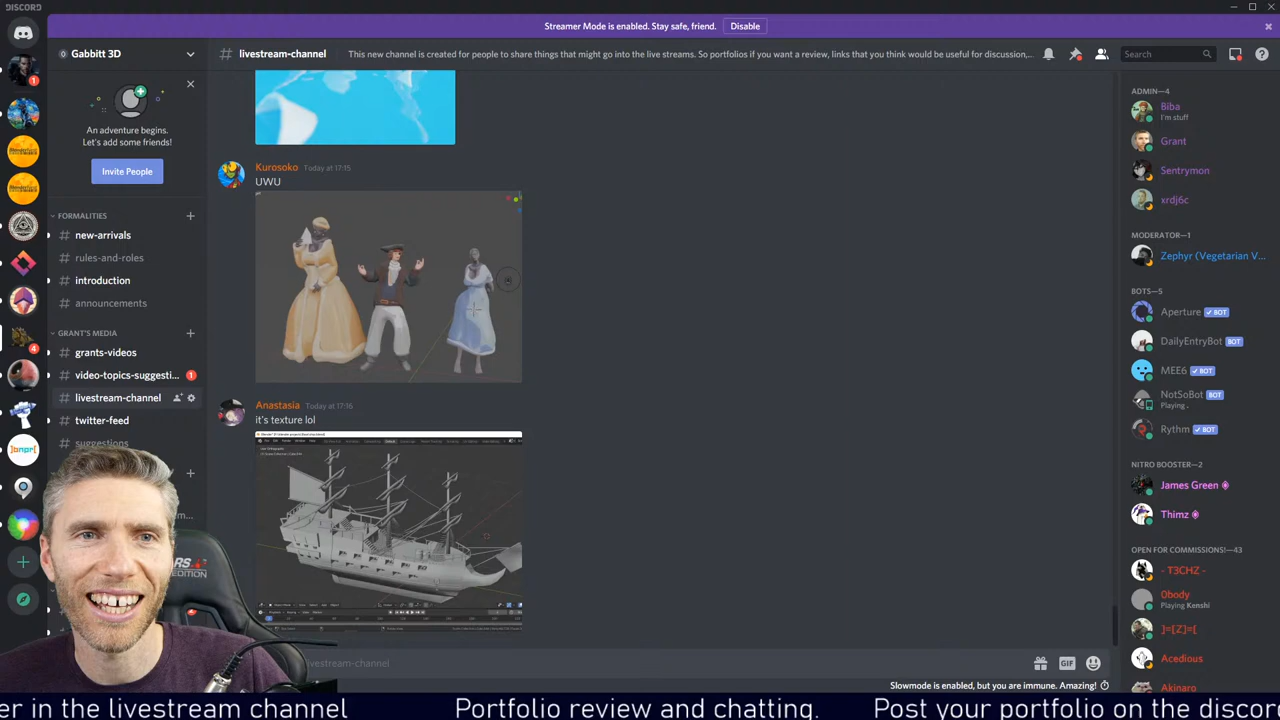 DISCORD
Streamer Mode is enabled. Stay safe, friend. Disable
Gabbitt 3D
# livestream-channel
This new channel is created for people to share things that might go into the live streams. So portfolios if you want a review, links that you think would be useful for discussion,...
Search
1
An adventure begins.
Let's add some friends!
Invite People
FORMALITIES
# new-arrivals
# rules-and-roles
# introduction
# announcements
GRANT'S MEDIA
4
# grants-videos
# video-topics-suggesti... 1
# livestream-channel
# twitter-feed
# suggestions
Kurosoko Today at 17:15
UWU
Anastasia Today at 17:16
it's texture lol
ADMIN—4
Biba
I'm stuff
Grant
Sentrymon
xrdj6c
MODERATOR—1
Zephyr (Vegetarian V...
BOTS—5
Aperture BOT
DailyEntryBot BOT
MEE6 BOT
NotSoBot BOT
Playing .
Rythm BOT
NITRO BOOSTER—2
James Green
Thimz
OPEN FOR COMMISSIONS!—43
- T3CHZ -
0body
Playing Kenshi
]=[Z]=[
Acedious
Akinaro
EDITION
ivestream-channel
GIF
Slowmode is enabled, but you are immune. Amazing!
er in the livestream channel Portfolio review and chatting. Post your portfolio on the discor